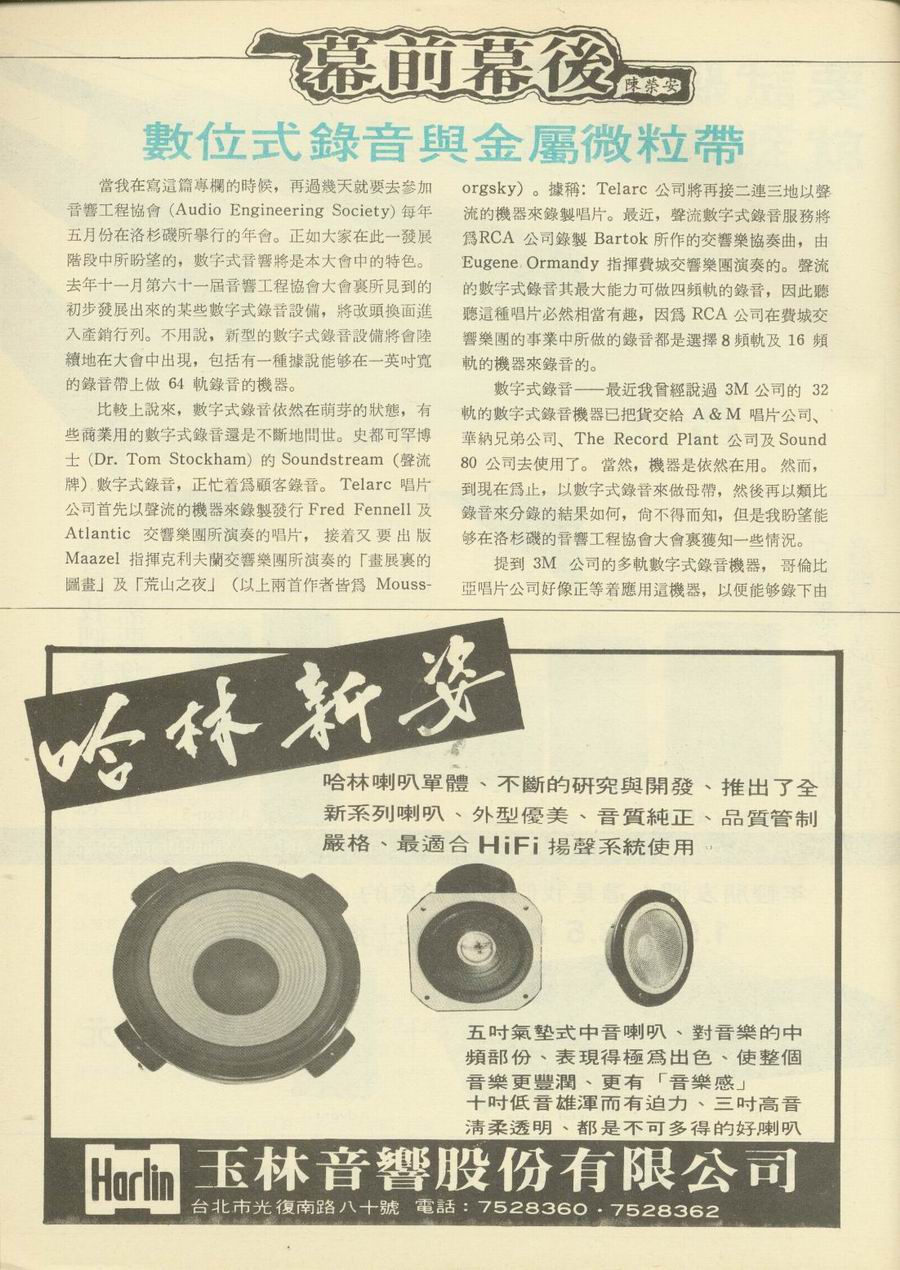 幕前幕後
陳榮安
數位式錄音與金屬微粒帶
當我在寫這篇專欄的時候，再過幾天就要去參加
音響工程協會 (Audio Engineering Society) 每年
五月份在洛杉磯所舉行的年會。正如大家在此一發展
階段中所盼望的，數字式音響將是本大會中的特色。
去年十一月第六十一屆音響工程協會大會裏所見到的
初步發展出來的某些數字式錄音設備，將改頭換面進
入產銷行列。不用說，新型的數字式錄音設備將會陸
續地在大會中出現，包括有一種據說能够在一英吋寬
的錄音帶上做 64 軌錄音的機器。
比較上說來，數字式錄音依然在萌芽的狀態，有
些商業用的數字式錄音還是不斷地問世。史都可罕博
士 (Dr. Tom Stockham) 的 Soundstream (聲流
牌) 數字式錄音，正忙着爲顧客錄音。 Telarc 唱片
公司首先以聲流的機器來錄製發行 Fred Fennell 及
Atlantic 交響樂團所演奏的唱片，接着又要出版
Maazel 指揮克利夫蘭交響樂團所演奏的「畫展裏的
圖畫」及「荒山之夜」（以上兩首作者皆爲 Mouss-
orgsky）。據稱: Telarc 公司將再接二連三地以聲
流的機器來錄製唱片。最近，聲流數字式錄音服務將
爲RCA 公司錄製 Bartok 所作的交響樂協奏曲，由
Eugene Ormandy 指揮費城交響樂團演奏的。聲流
的數字式錄音其最大能力可做四頻軌的錄音，因此聽
聽這種唱片必然相當有趣，因爲 RCA 公司在費城交
響樂團的事業中所做的錄音都是選擇 8 頻軌及 16 頻
軌的機器來錄音的。
數字式錄音——最近我曾經說過 3M 公司的 32
軌的數字式錄音機器已把貨交給 A & M 唱片公司、
華納兄弟公司、The Record Plant 公司及 Sound
80 公司去使用了。當然，機器是依然在用。然而，
到現在爲止，以數字式錄音來做母帶，然後再以類比
錄音來分錄的結果如何，尙不得而知，但是我盼望能
够在洛杉磯的音響工程協會大會裏獲知一些情況。
提到 3M 公司的多軌數字式錄音機器，哥倫比
亞唱片公司好像正等着應用這機器，以便能够錄下由
哈林新姿
哈林喇叭單體、不斷的研究與開發、推出了全
新系列喇叭、外型優美、音質純正、品質管制
嚴格、最適合 HiFi 揚聲系統使用。
五吋氣墊式中音喇叭、對音樂的中
頻部份、表現得極爲出色、使整個
音樂更豐潤、更有「音樂感」
十吋低音雄渾而有迫力、三吋高音
清柔透明、都是不可多得的好喇叭
Harlin
玉林音響股份有限公司
台北市光復南路八十號 電話：7528360・7528362